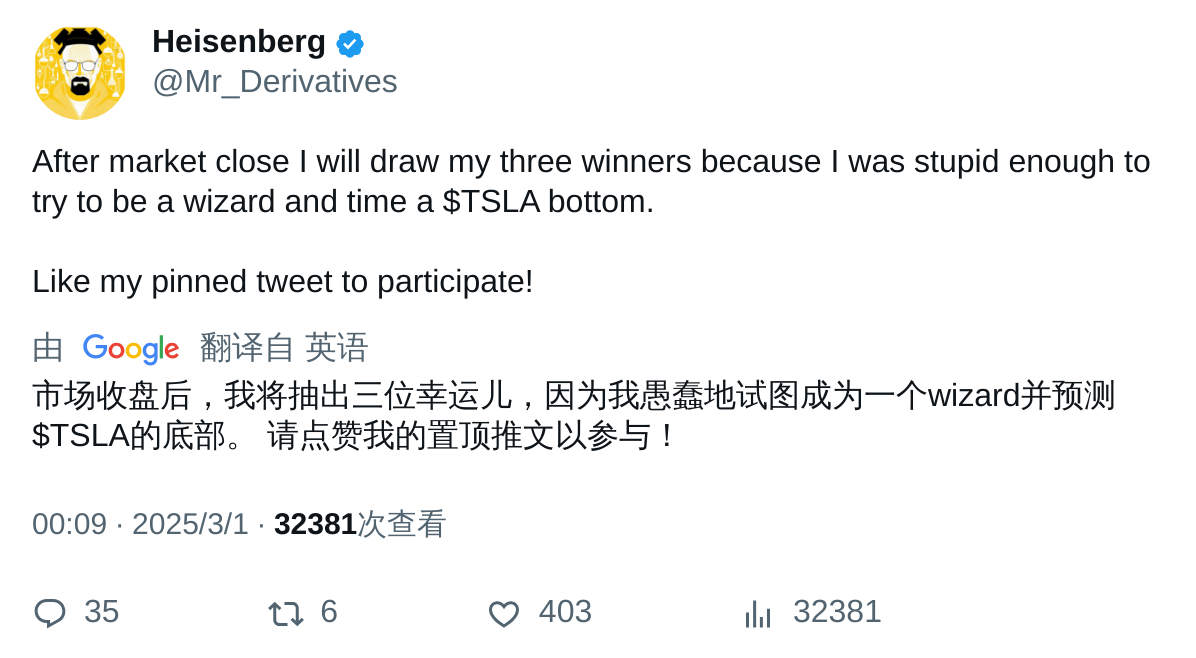 Heisenberg
@Mr_Derivatives
After market close I will draw my three winners because I was stupid enough to
try to be a wizard and time a $TSLA bottom.
Like my pinned tweet to participate!
由 Google 翻译自 英语
市场收盘后，我将抽出三位幸运儿，因为我愚蠢地试图成为一个wizard并预测
$TSLA的底部。 请点赞我的置顶推文以参与！
00:09 · 2025/3/1 · 32381次查看
35 6 403 32381